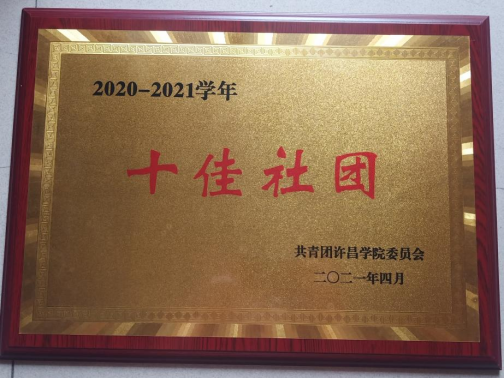 2020-2021学年
十佳社团
共青团许昌学院委员会
二〇二一年四月